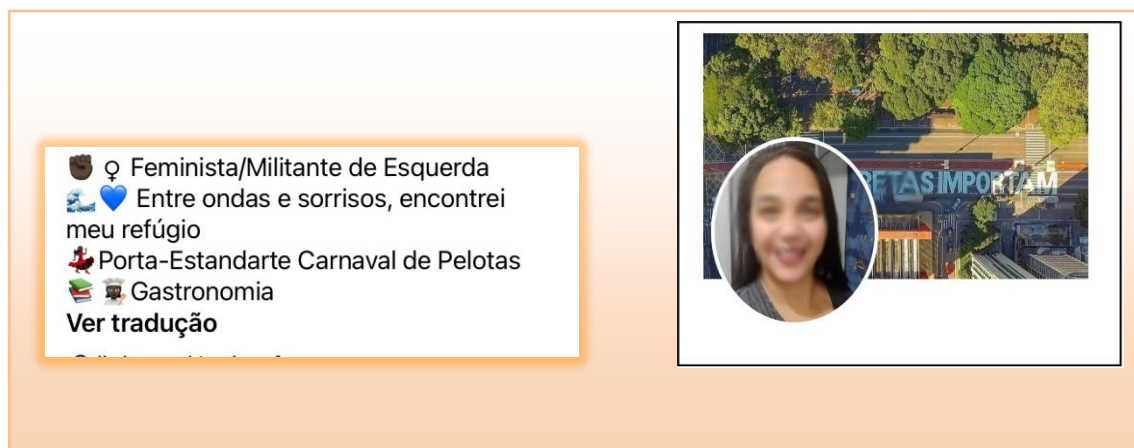 ✊🏿 ♀ Feminista/Militante de Esquerda
🌊 💙 Entre ondas e sorrisos, encontrei
meu refúgio
💃🏿Porta-Estandarte Carnaval de Pelotas
📚 👩🏿‍🍳Gastronomia
Ver tradução
RETAS IMPORTAM